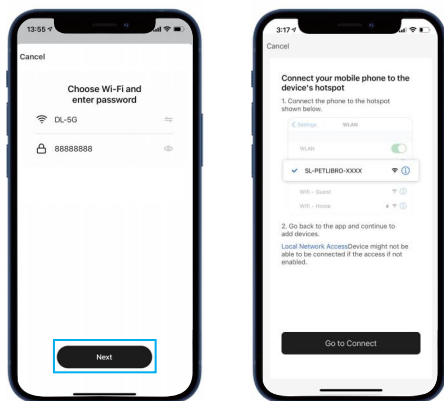 13:55
Cancel
Choose Wi-Fi and
enter password
DL-5G
88888888
Next
3:17
Cancel
Connect your mobile phone to the
device's hotspot
1. Connect the phone to the hotspot
shown below.
Settings WLAN
WLAN
SL-PETLIBRO-XXXX
Wifi - Guest
Wifi - Home
2. Go back to the app and continue to
add devices.
Local Network AccessDevice might not be
able to be connected if the access if not
enabled.
Go to Connect